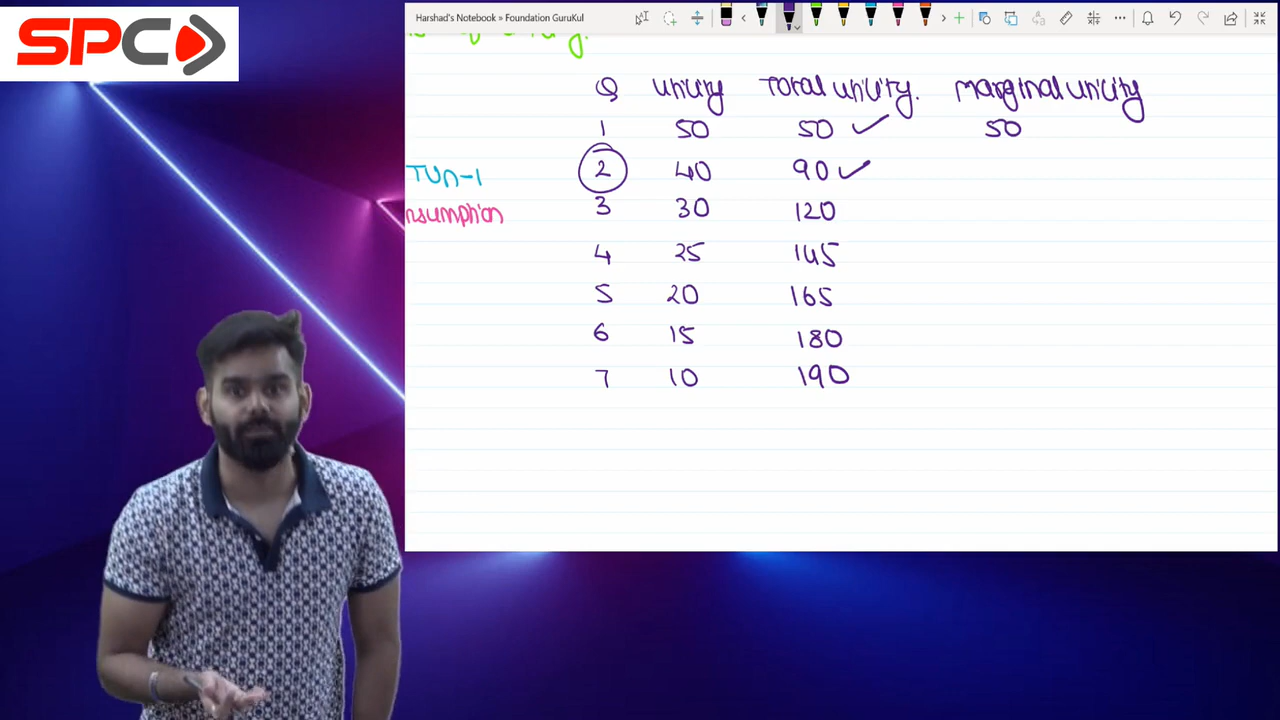 SPC
Harshad's Notebook » Foundation GuruKul
Q utility Total utility. marginal utility
1 50 50 50
2 40 90
TUn-1
3 30 120
nsumption
4 25 145
5 20 165
6 15 180
7 10 190